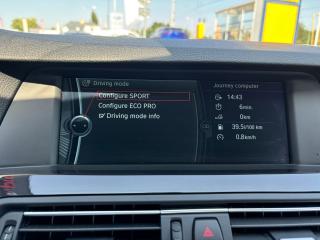 Driving mode
Configure SPORT
Configure ECO PRO
Driving mode info
Journey computer
14:43
6min
0km
39.5l/100 km
0.8km/h